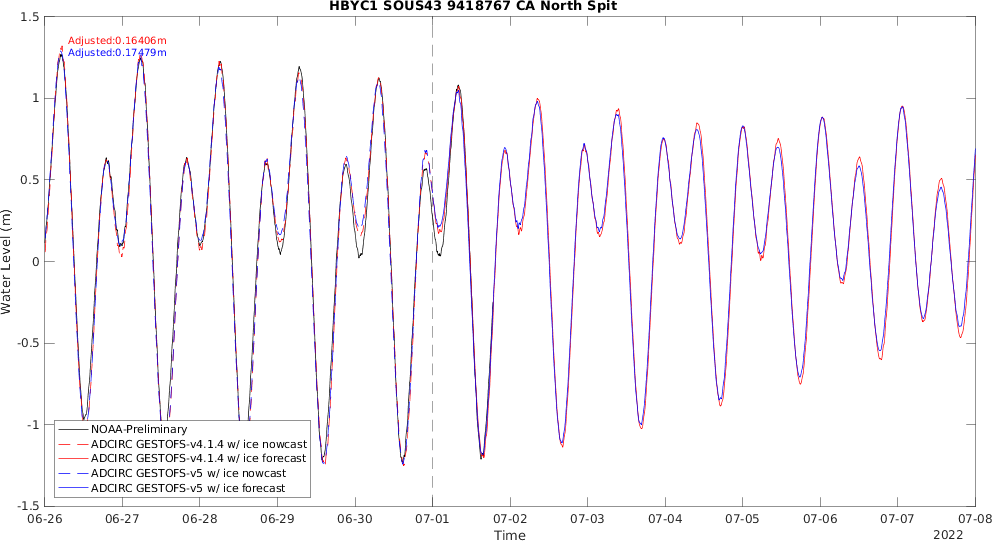 HBYC1 SOUS43 9418767 CA North Spit
Adjusted:0.16406m
Adjusted:0.17479m
1.5
1
0.5
0
-0.5
-1
-1.5
Water Level (m)
NOAA-Preliminary
ADCIRC GESTOFS-v4.1.4 w/ ice nowcast
ADCIRC GESTOFS-v4.1.4 w/ ice forecast
ADCIRC GESTOFS-v5 w/ ice nowcast
ADCIRC GESTOFS-v5 w/ ice forecast
06-26 06-27 06-28 06-29 06-30 07-01 07-02 07-03 07-04 07-05 07-06 07-07 07-08
Time
2022